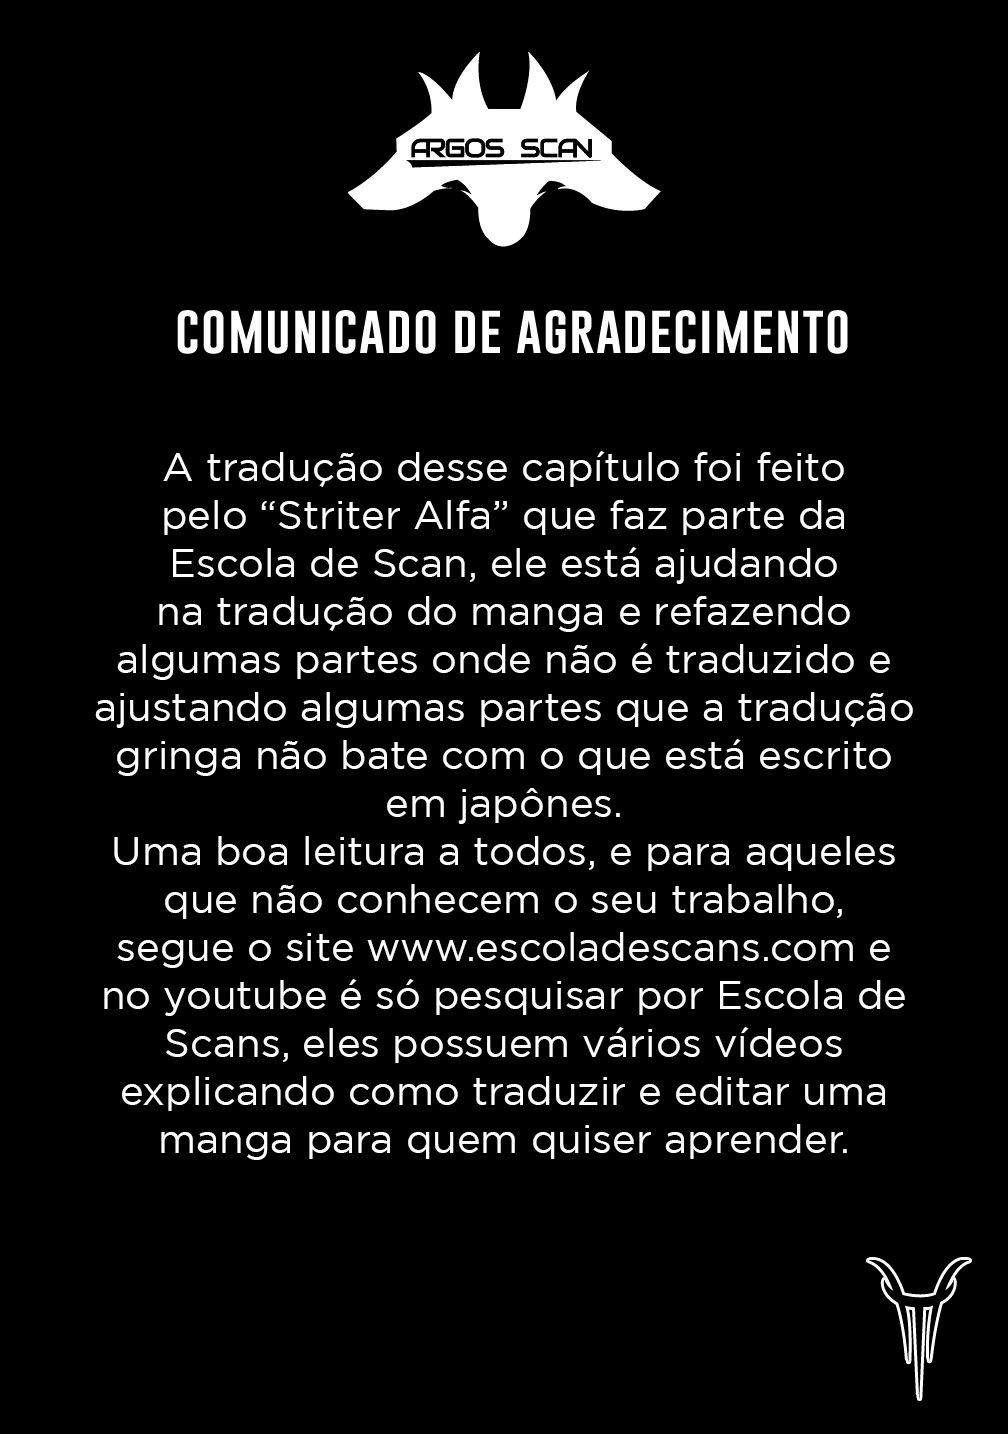 ARGOS SCAN
COMUNICADO DE AGRADECIMENTO
A tradução desse capítulo foi feito
pelo “Striter Alfa” que faz parte da
Escola de Scan, ele está ajudando
na tradução do manga e refazendo
algumas partes onde não é traduzido e
ajustando algumas partes que a tradução
gringa não bate com o que está escrito
em japônes.
Uma boa leitura a todos, e para aqueles
que não conhecem o seu trabalho,
segue o site www.escoladescans.com e
no youtube é só pesquisar por Escola de
Scans, eles possuem vários vídeos
explicando como traduzir e editar uma
manga para quem quiser aprender.